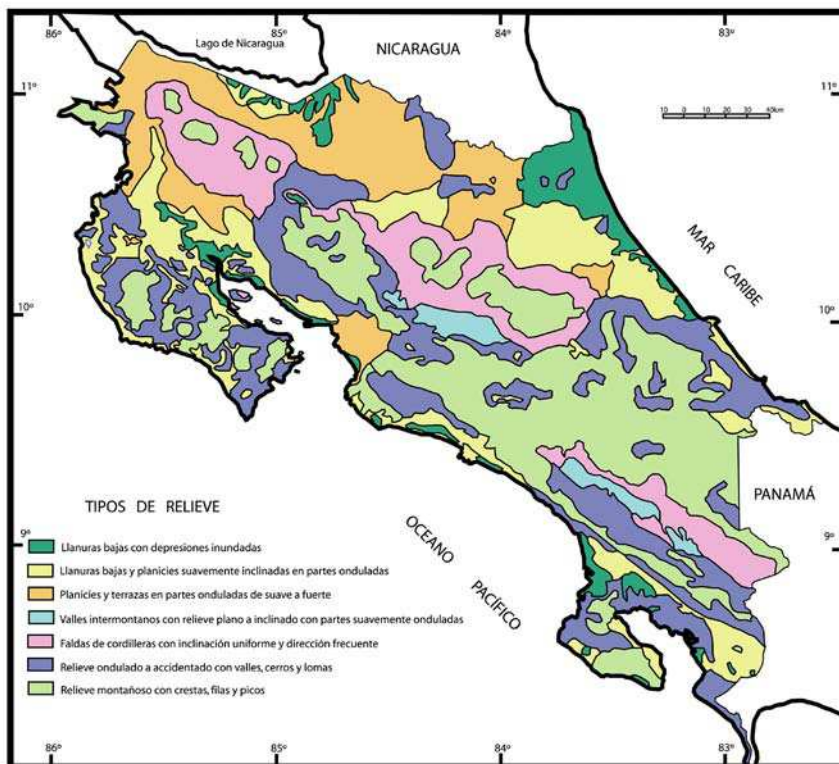 86º
85º
84º
83º
Lago de Nicaragua
NICARAGUA
11º
11º
10 0 10 20 30 40km
MAR CARIBE
10º
10º
TIPOS DE RELIEVE
PANAMÁ
OCEANO PACÍFICO
9º
9º
Llanuras bajas con depresiones inundadas
Llanuras bajas y planicies suavemente inclinadas en partes onduladas
Planicies y terrazas en partes onduladas de suave a fuerte
Valles intermontanos con relieve plano a inclinado con partes suavemente onduladas
Faldas de cordilleras con inclinación uniforme y dirección frecuente
Relieve ondulado a accidentado con valles, cerros y lomas
Relieve montañoso con crestas, filas y picos
86º
85º
84º
83º